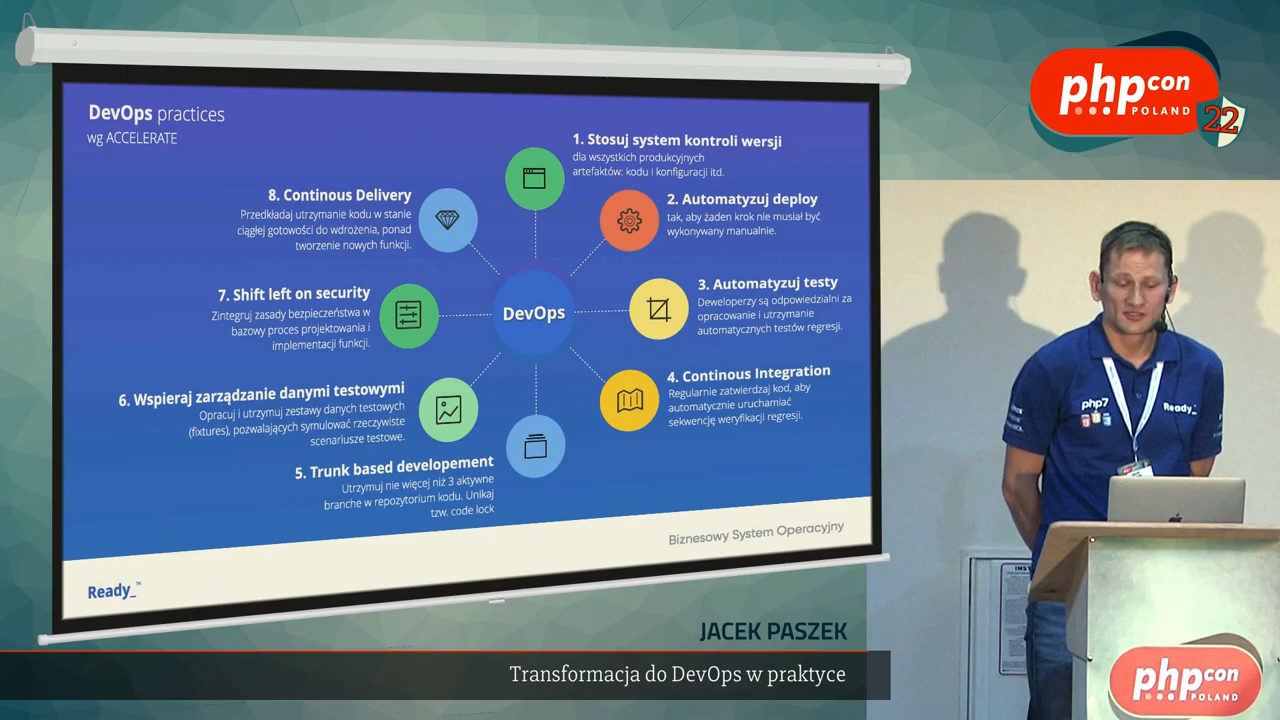 DevOps practices
wg ACCELERATE
1. Stosuj system kontroli wersji
dla wszystkich produkcyjnych
artefaktów: kodu i konfiguracji itd.
2. Automatyzuj deploy
tak, aby żaden krok nie musiał być
wykonywany manualnie.
3. Automatyzuj testy
Deweloperzy są odpowiedzialni za
opracowanie i utrzymanie
automatycznych testów regresji.
4. Continous Integration
Regularnie zatwierdzaj kod, aby
automatycznie uruchamiać
sekwencję weryfikacji regresji.
5. Trunk based developement
Utrzymuj nie więcej niż 3 aktywne
branche w repozytorium kodu. Unikaj
tzw. code lock
6. Wspieraj zarządzanie danymi testowymi
Opracuj i utrzymuj zestawy danych testowych
(fixtures), pozwalających symulować rzeczywiste
scenariusze testowe.
7. Shift left on security
Zintegruj zasady bezpieczeństwa w
bazowy proces projektowania i
implementacji funkcji.
8. Continous Delivery
Przedkładaj utrzymanie kodu w stanie
ciągłej gotowości do wdrożenia, ponad
tworzenie nowych funkcji.
DevOps
Biznesowy System Operacyjny
Ready_™
JACEK PASZEK
Transformacja do DevOps w praktyce
phpcon
POLAND
22
php7
Ready_
phpcon
POLAND